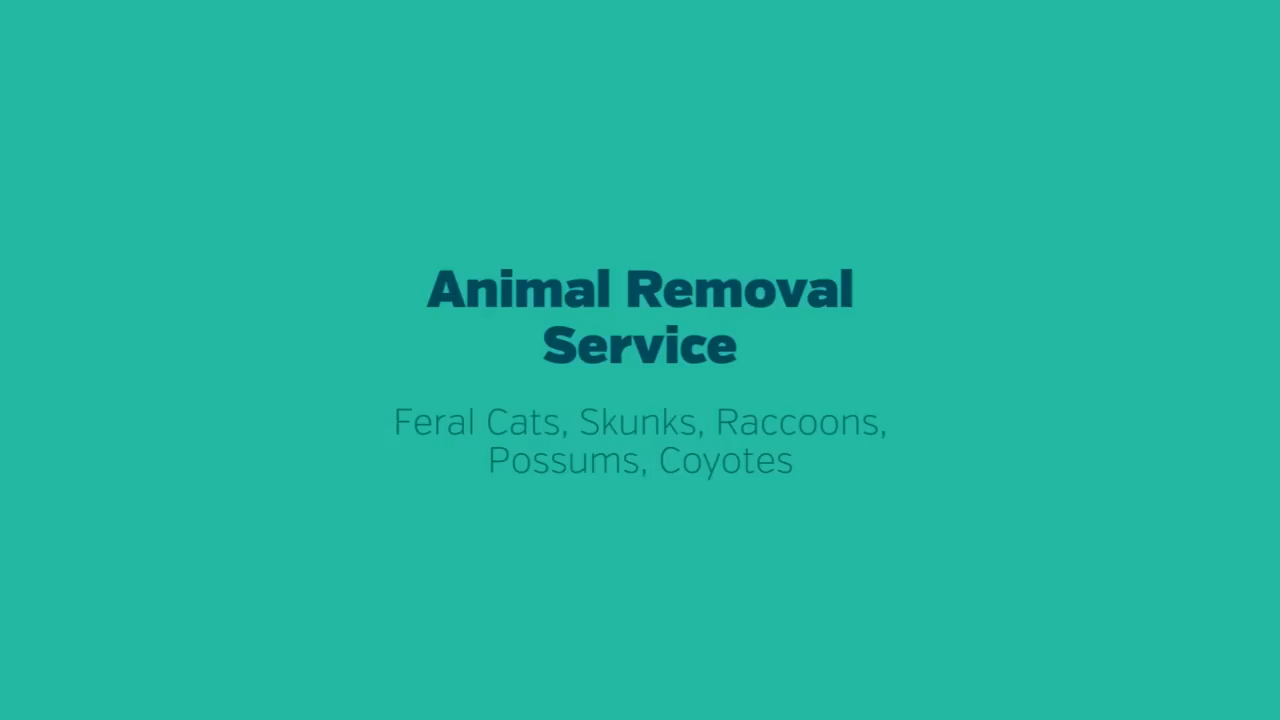 Animal Removal
Service
Feral Cats, Skunks, Raccoons,
Possums, Coyotes